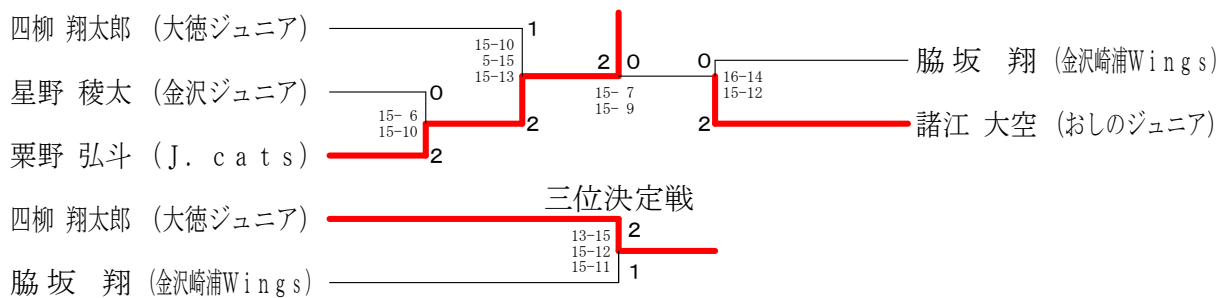 四柳 翔太郎 (大徳ジュニア)
1
15-10
5-15
15-13
星野 稜太 (金沢ジュニア)
0
15- 6
15-10
2
粟野 弘斗 (J. cats)
2
2 0
15- 7
15- 9
0
16-14
15-12
2
脇坂 翔 (金沢崎浦Wings)
諸江 大空 (おしのジュニア)
三位決定戦
四柳 翔太郎 (大徳ジュニア)
2
13-15
15-12
15-11
1
脇坂 翔 (金沢崎浦Wings)